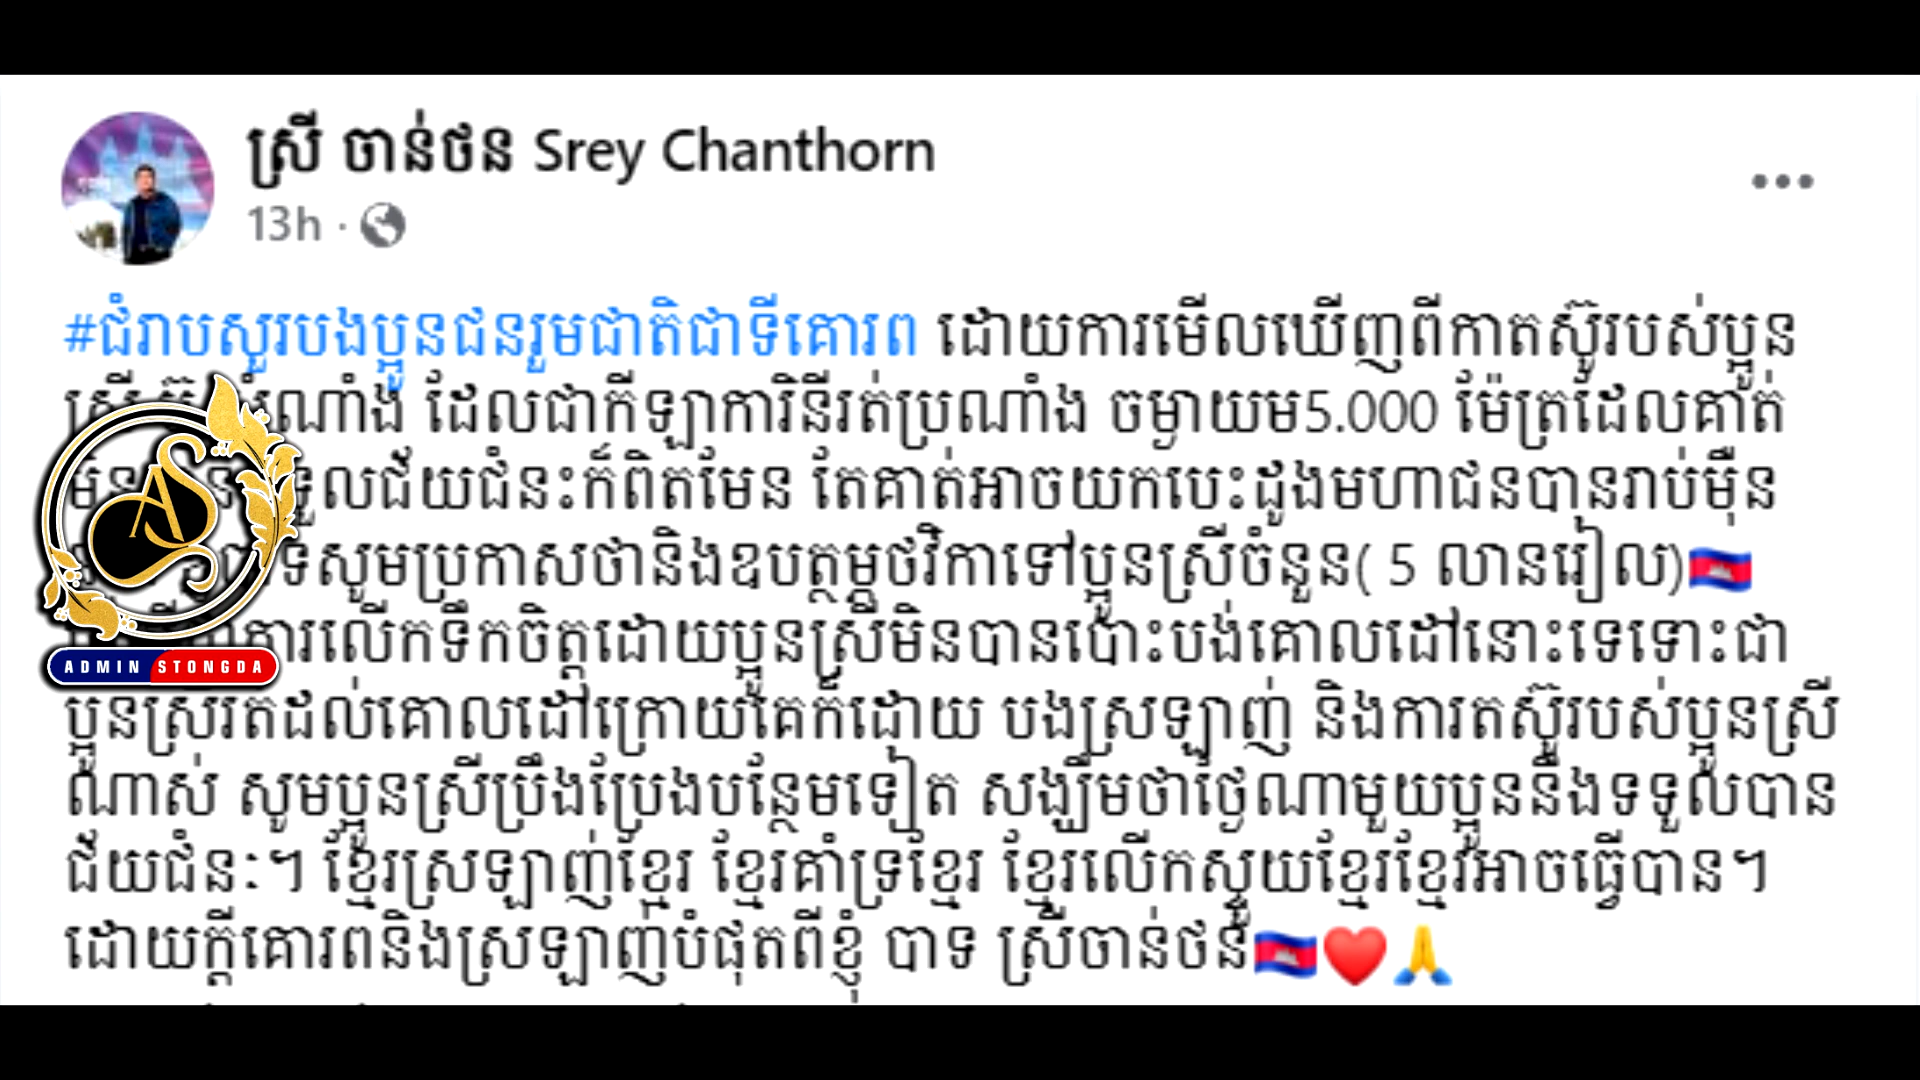 ស្រី ចាន់ថន Srey Chanthorn
13h
#ជំរាបសួរបងប្អូនជនរួមជាតិជាទីគោរព ដោយការមើលឃើញពីកាតស៊ូរបស់ប្អូន
ណាំង ដែលជាកីឡាការិនីរត់ប្រណាំង ចម្ងាយម5.000 ម៉ែត្រដែលគាត់
ទួលជ័យជំនះក៏ពិតមែន តែគាត់អាចយកបេះដូងមហាជនបានរាប់ម៉ឺន
ទសូមប្រកាសថានិងឧបត្ថម្ភថវិកាទៅប្អូនស្រីចំនួន( 5 លានរៀល)
ការលើកទឹកចិត្តដោយប្អូនស្រីមិនបានបោះបង់គោលដៅនោះទេទោះជា
ប្អូនស្រីរត់ដល់គោលដៅក្រោយគេក៏ដោយ បងស្រឡាញ់ និងការតស៊ូរបស់ប្អូនស្រី
ណាស់ សូមប្អូនស្រីប្រឹងប្រែងបន្ថែមទៀត សង្ឃឹមថាថ្ងៃណាមួយប្អូននឹងទទួលបាន
ជ័យជំនៈ។ ខ្មែរស្រឡាញ់ខ្មែរ ខ្មែរគាំទ្រខ្មែរ ខ្មែរលើកស្ទួយខ្មែរខ្មែរអាចធ្វើបាន។
ដោយក្តីគោរពនិងស្រឡាញ់បំផុតពីខ្ញុំ បាទ ស្រីចាន់ថន
AS
ADMIN STONGDA